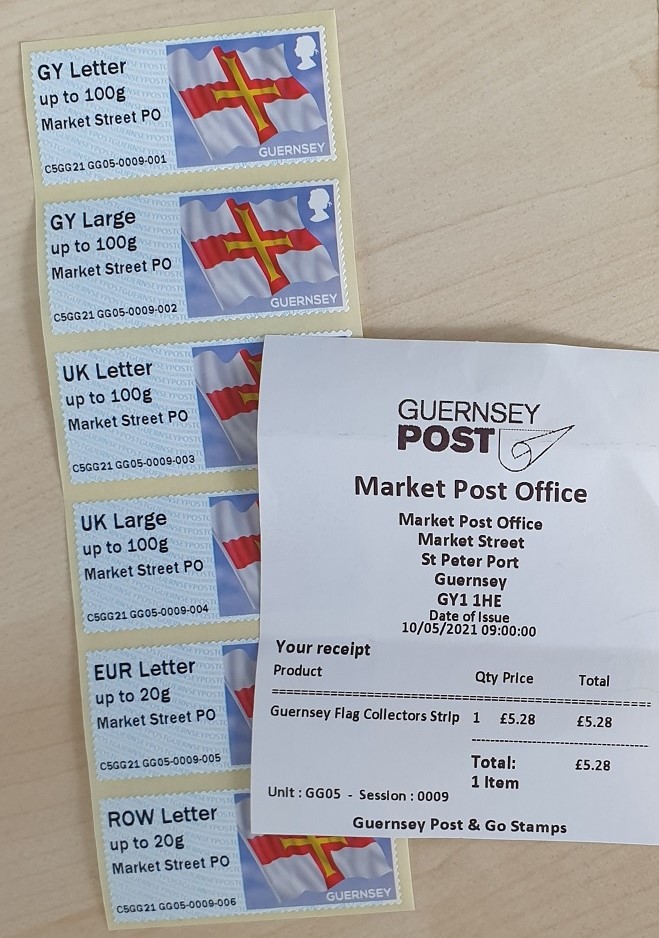 GY Letter
up to 100g
Market Street PO
C5GG21 GG05-0009-001
GUERNSEY
GY Large
up to 100g
Market Street PO
C5GG21 GG05-0009-002
GUERNSEY
UK Letter
up to 100g
Market Street PO
C5GG21 GG05-0009-003
UK Large
up to 100g
Market Street PO
C5GG21 GG05-0009-004
EUR Letter
up to 20g
Market Street PO
C5GG21 GG05-0009-005
ROW Letter
up to 20g
Market Street PO
C5GG21 GG05-0009-006
GUERNSEY
GUERNSEY
POST
Market Post Office
Market Post Office
Market Street
St Peter Port
Guernsey
GY1 1HE
Date of Issue
10/05/2021 09:00:00
Your receipt
Product Qty Price Total
Guernsey Flag Collectors Strip 1 £5.28 £5.28
Total: £5.28
1 Item
Unit : GG05 - Session : 0009
Guernsey Post & Go Stamps